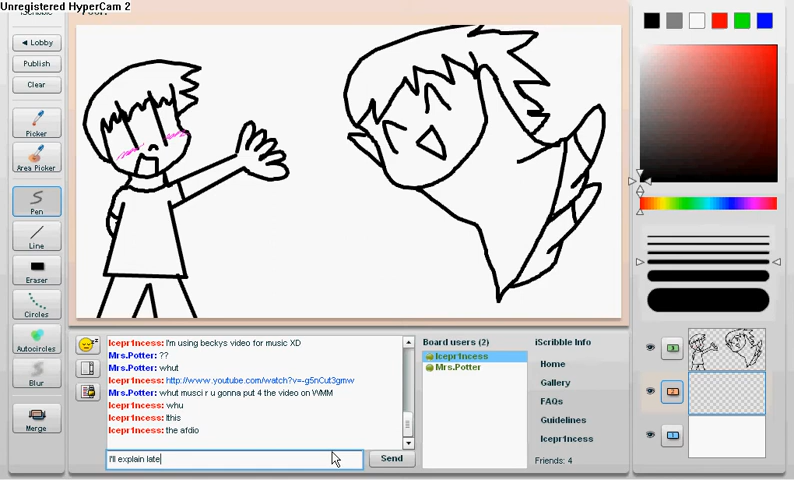 Unregistered HyperCam 2
Lobby
Publish
Clear
Picker
Area Picker
Pen
Line
Eraser
Circles
Autocircles
Blur
Merge
Icepr1ncess: I'm using beckys video for music XD
Mrs.Potter: ??
Mrs.Potter: whut
Icepr1ncess: http://www.youtube.com/watch?v=-g5nCut3gmw
Mrs.Potter: whut musci r u gonna put 4 the video on WMM
Icepr1ncess: whu
Icepr1ncess: lthis
Icepr1ncess: the afdio
I'll explain late
Send
Board users (2)
Icepr1ncess
Mrs.Potter
iScribble Info
Home
Gallery
FAQs
Guidelines
Icepr1ncess
Friends: 4